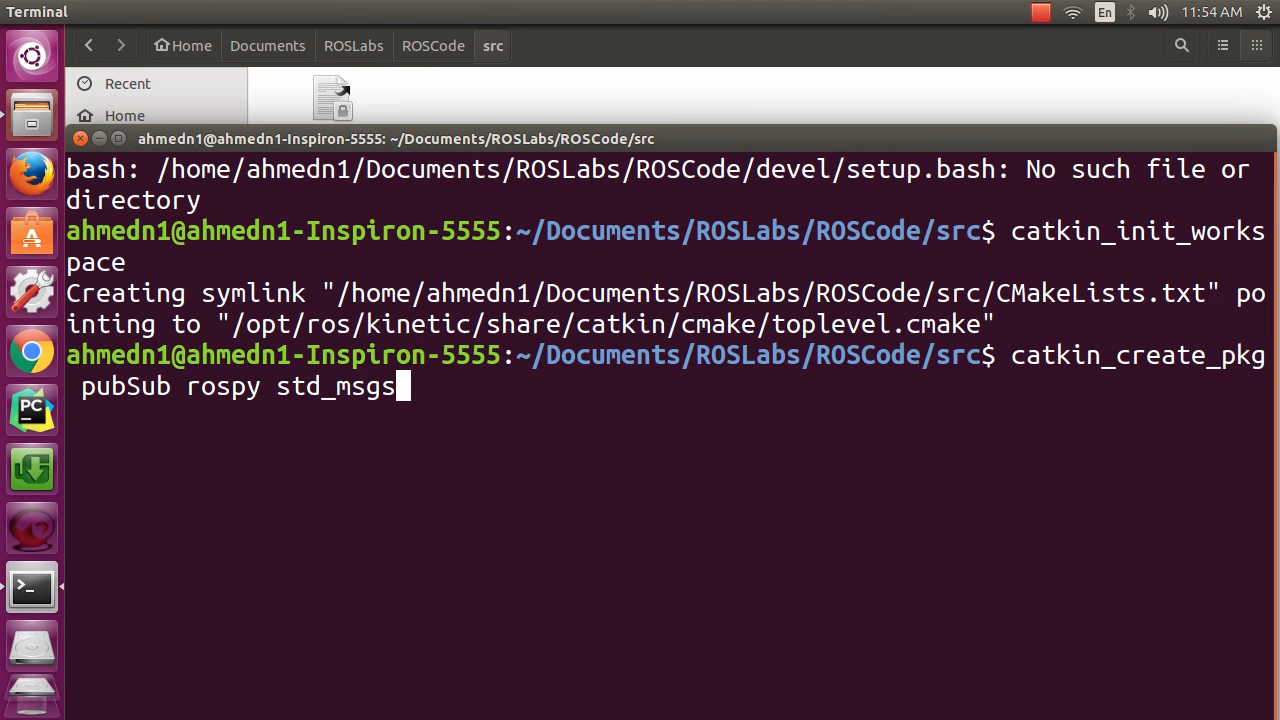 Terminal
En
11:54 AM
Home
Documents
ROSLabs
ROSCode
src
Recent
Home
ahmedn1@ahmedn1-Inspiron-5555: ~/Documents/ROSLabs/ROSCode/src
bash: /home/ahmedn1/Documents/ROSLabs/ROSCode/devel/setup.bash: No such file or
directory
ahmedn1@ahmedn1-Inspiron-5555:~/Documents/ROSLabs/ROSCode/src$ catkin_init_works
pace
Creating symlink "/home/ahmedn1/Documents/ROSLabs/ROSCode/src/CMakeLists.txt" po
inting to "/opt/ros/kinetic/share/catkin/cmake/toplevel.cmake"
ahmedn1@ahmedn1-Inspiron-5555:~/Documents/ROSLabs/ROSCode/src$ catkin_create_pkg
 pubSub rospy std_msgs
A
PC
>_